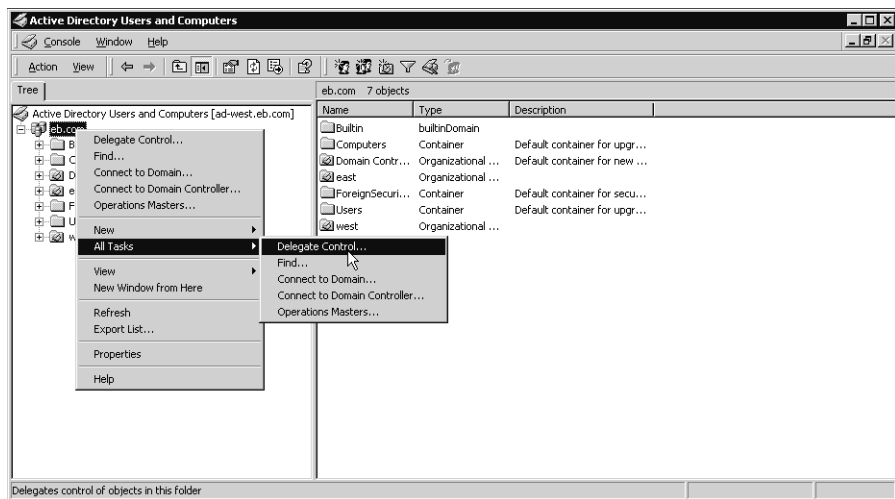 Active Directory Users and Computers
Console Window Help
Action View
Tree
eb.com 7 objects
Active Directory Users and Computers [ad-west.eb.com]
eb.com
B
C
D
e
F
U
w
Name Type Description
Builtin builtinDomain
Computers Container Default container for upgr...
Domain Contr... Organizational ... Default container for new ...
east Organizational ...
ForeignSecuri... Container Default container for secu...
Users Container Default container for upgr...
west Organizational ...
Delegate Control...
Find...
Connect to Domain...
Connect to Domain Controller...
Operations Masters...
New
All Tasks
View
New Window from Here
Refresh
Export List...
Properties
Help
Delegate Control...
Find...
Connect to Domain...
Connect to Domain Controller...
Operations Masters...
Delegates control of objects in this folder